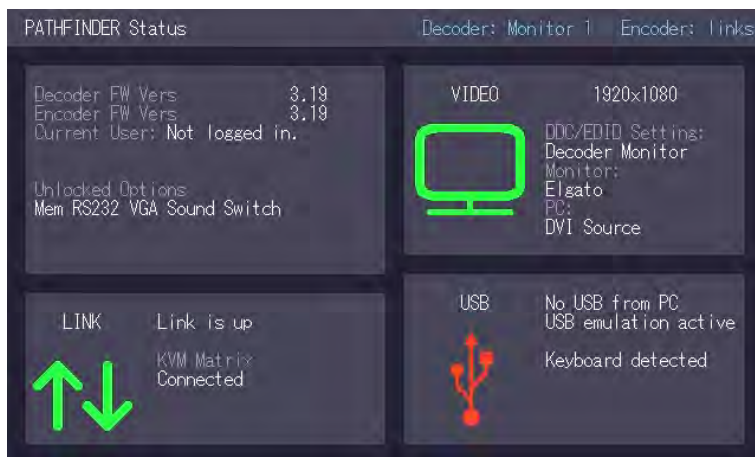 PATHFINDER Status
Decoder: Monitor 1 Encoder: links
Decoder FW Vers 3.19
Encoder FW Vers 3.19
Current User: Not logged in.
Unlocked Options
Mem RS232 VGA Sound Switch
VIDEO 1920x1080
DDC/EDID Setting:
Decoder Monitor
Monitor:
Elgato
PC:
DVI Source
LINK Link is up
KVM Matrix
Connected
USB No USB from PC
USB emulation active
Keyboard detected